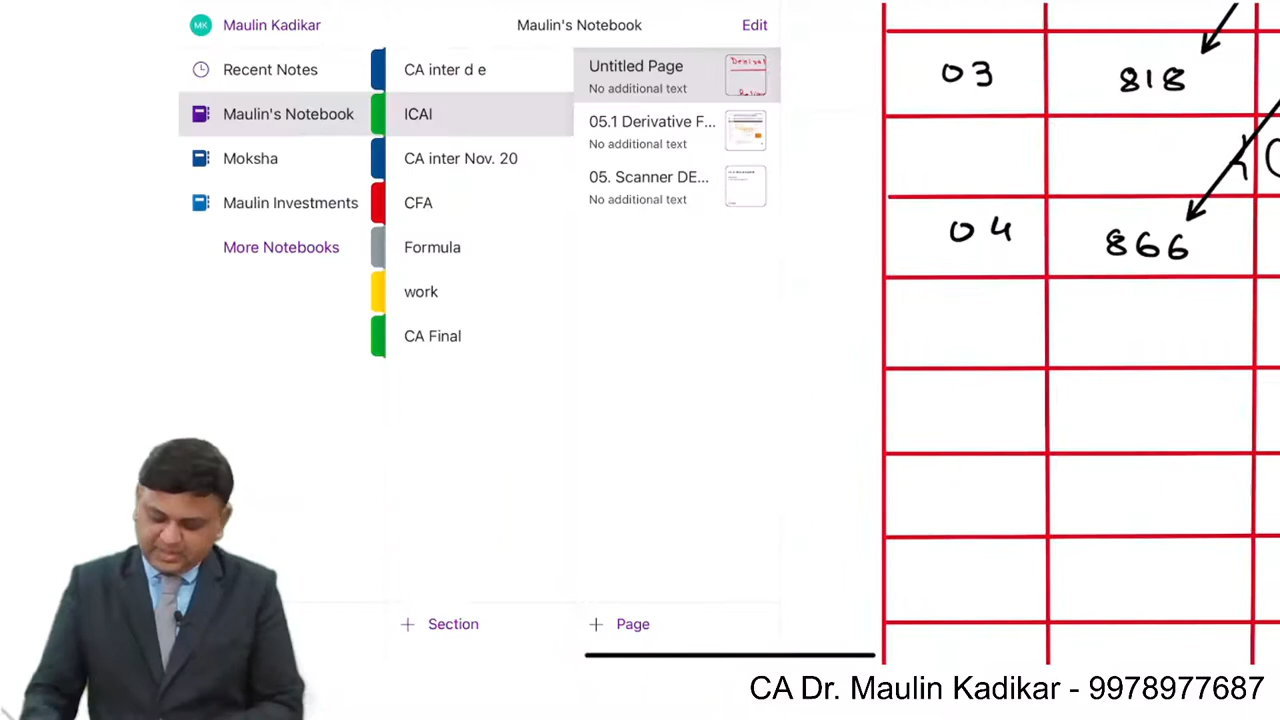 MK Maulin Kadikar
Maulin's Notebook
Edit
Recent Notes
Maulin's Notebook
Moksha
Maulin Investments
More Notebooks
CA inter d e
ICAI
CA inter Nov. 20
CFA
Formula
work
CA Final
Untitled Page
No additional text
05.1 Derivative F...
No additional text
05. Scanner DE...
No additional text
+ Section
+ Page
03 818
04 866
CA Dr. Maulin Kadikar - 9978977687